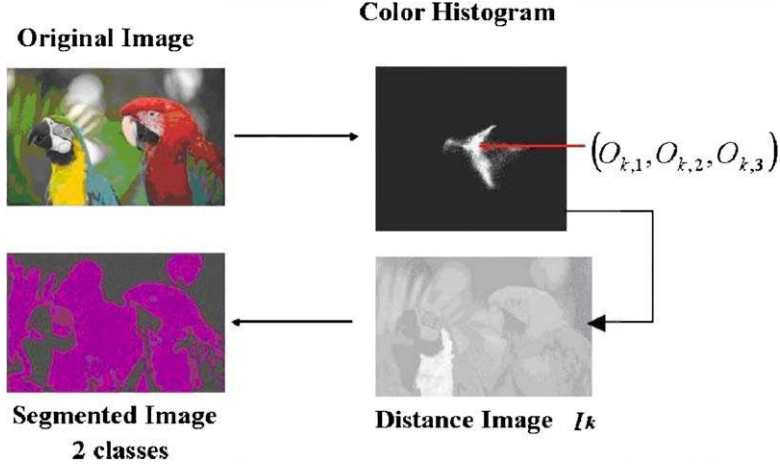 Color Histogram
Original Image
(O_{k,1}, O_{k,2}, O_{k,3})
Segmented Image
2 classes
Distance Image I_k